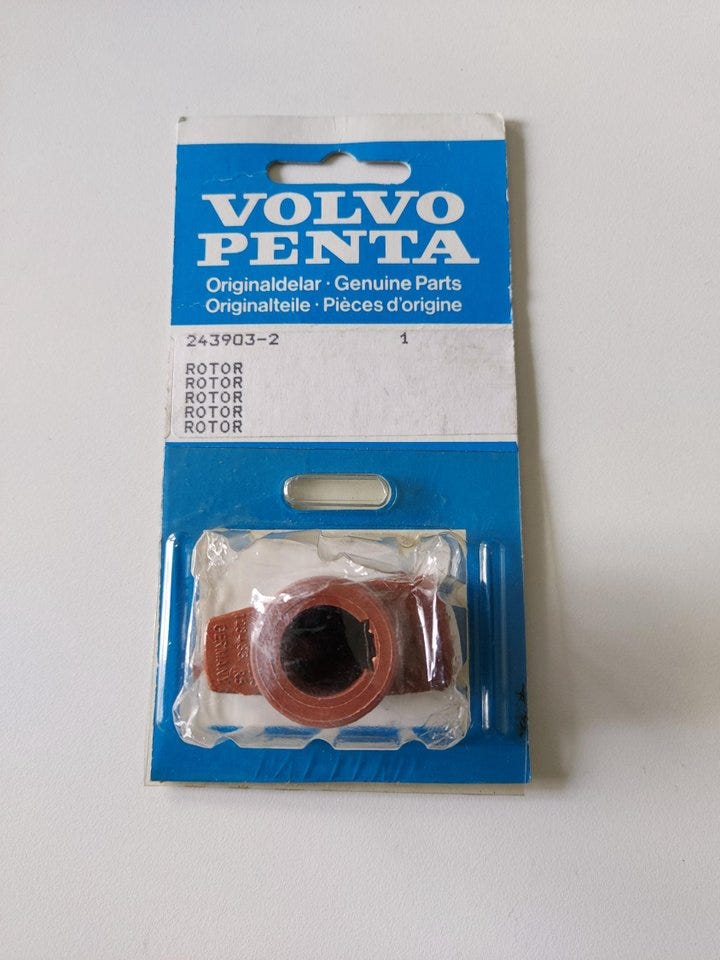 VOLVO
PENTA
Originaldelar · Genuine Parts
Originalteile · Pièces d'origine
243903-2 1
ROTOR
ROTOR
ROTOR
ROTOR
ROTOR
GERMANY